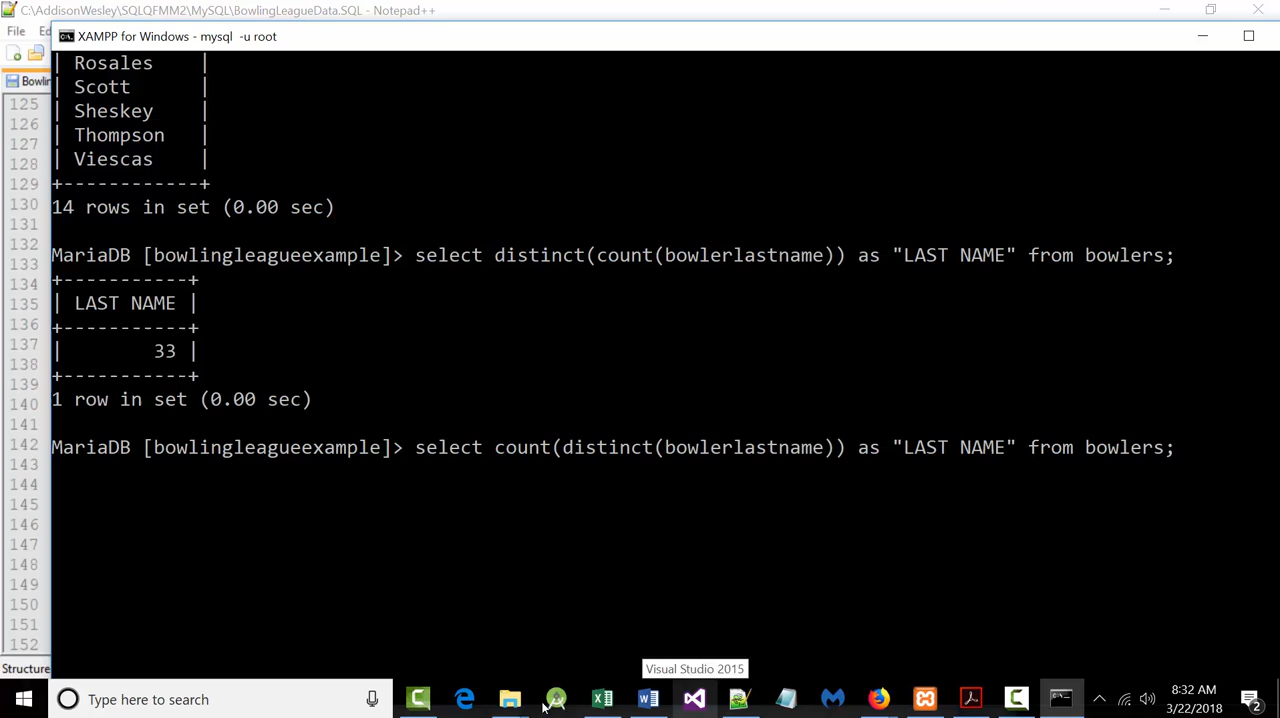 C:\AddisonWesley\SQLQFMM2\MySQL\BowlingLeagueData.SQL - Notepad++
File
XAMPP for Windows - mysql -u root
| Rosales |
| Scott |
| Sheskey |
| Thompson |
| Viescas |
+------------+
14 rows in set (0.00 sec)
MariaDB [bowlingleagueexample]> select distinct(count(bowlerlastname)) as "LAST NAME" from bowlers;
+-----------+
| LAST NAME |
+-----------+
| 33 |
+-----------+
1 row in set (0.00 sec)
MariaDB [bowlingleagueexample]> select count(distinct(bowlerlastname)) as "LAST NAME" from bowlers;
125
126
127
128
129
130
131
132
133
134
135
136
137
138
139
140
141
142
143
144
145
146
147
148
149
150
151
152
Structure
Visual Studio 2015
Type here to search
8:32 AM
3/22/2018
2